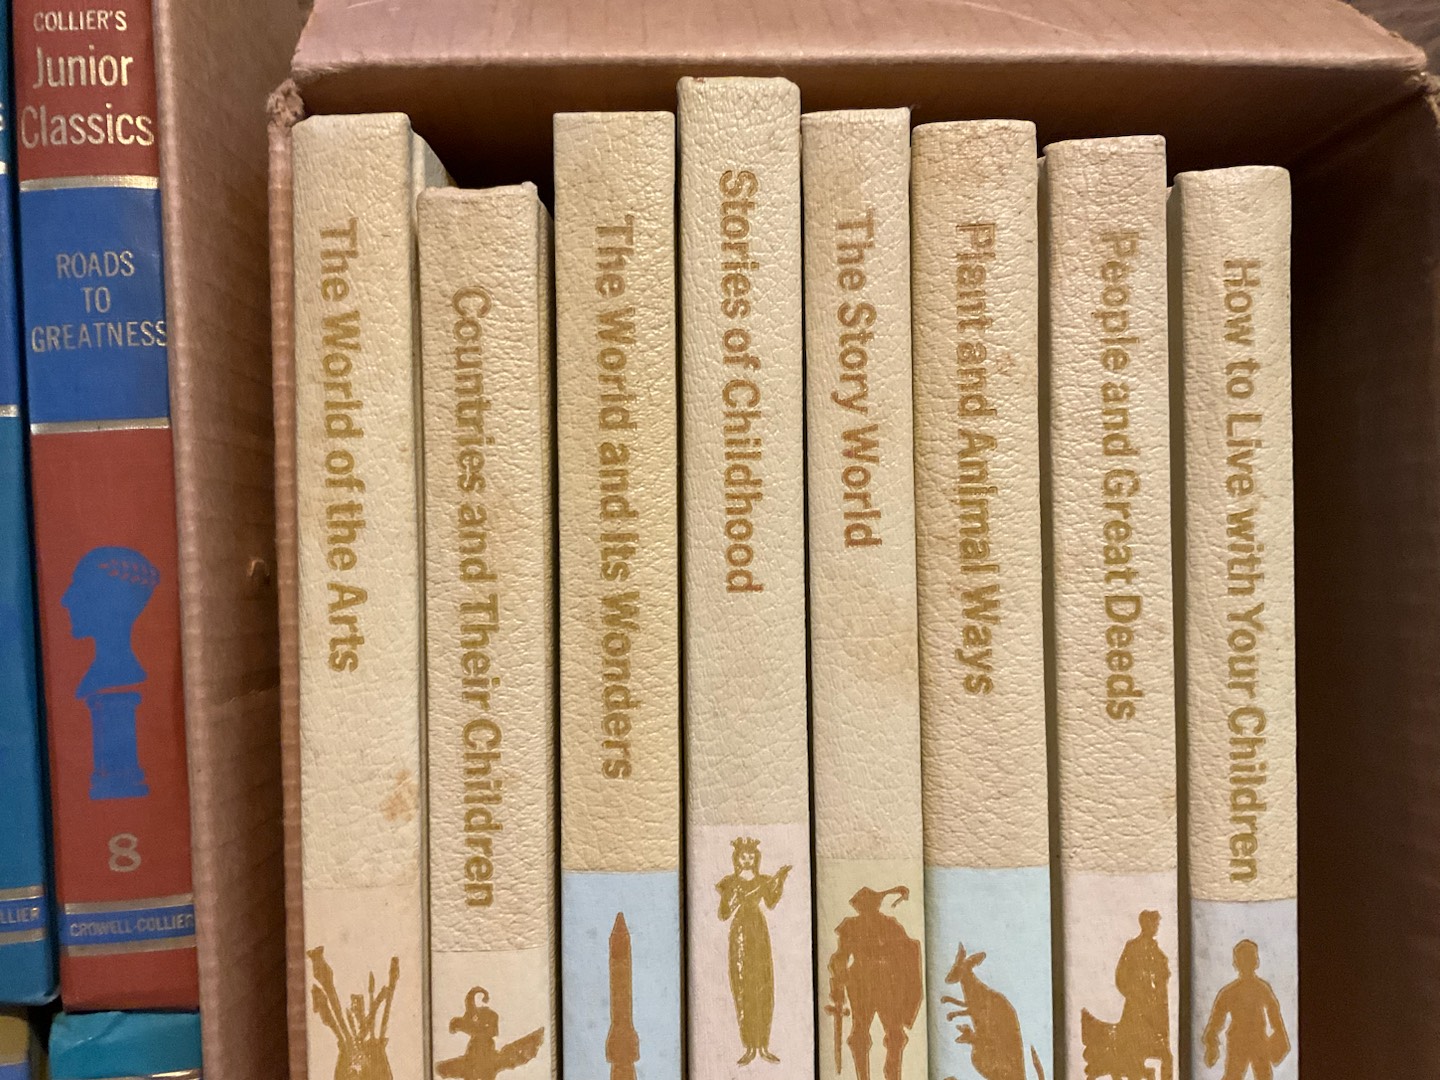 COLLIER'S
Junior
Classics
ROADS
TO
GREATNESS
8
CROWELL-COLLIER
The World of the Arts
Countries and Their Children
The World and Its Wonders
Stories of Childhood
The Story World
Plant and Animal Ways
People and Great Deeds
How to Live with Your Children